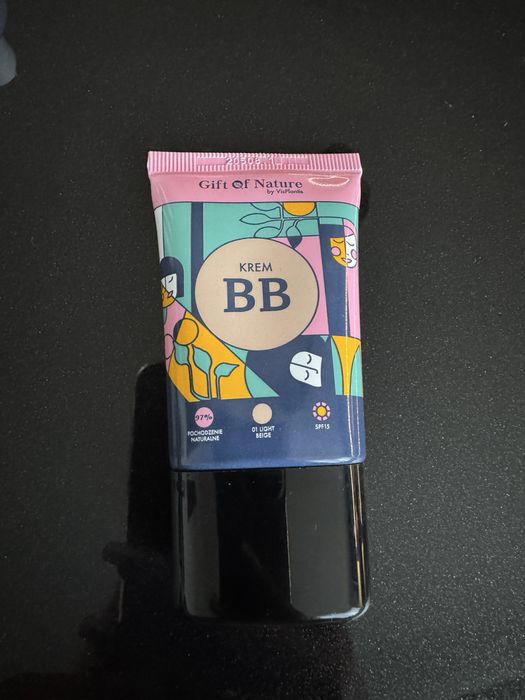 Gift Of Nature
by VisPlantis
KREM
BB
97%
POCHODZENIE
NATURALNE
01 LIGHT
BEIGE
SPF15